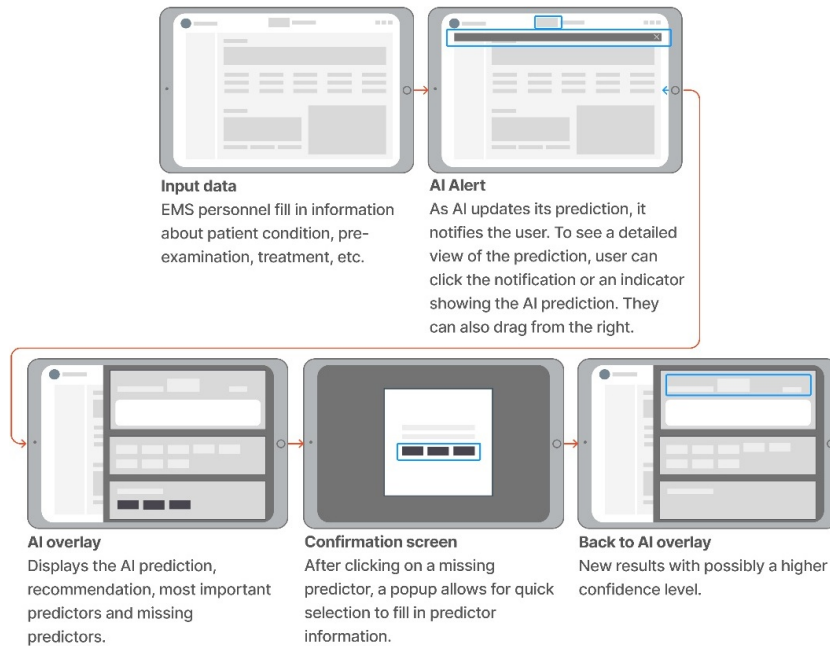 Input data
EMS personnel fill in information
about patient condition, pre-
examination, treatment, etc.
AI Alert
As AI updates its prediction, it
notifies the user. To see a detailed
view of the prediction, user can
click the notification or an indicator
showing the AI prediction. They
can also drag from the right.
AI overlay
Displays the AI prediction,
recommendation, most important
predictors and missing
predictors.
Confirmation screen
After clicking on a missing
predictor, a popup allows for quick
selection to fill in predictor
information.
Back to AI overlay
New results with possibly a higher
confidence level.